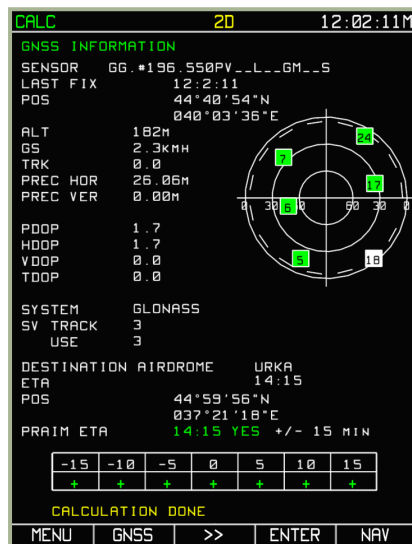 CALC 2D 12:02:11M
GNSS INFORMATION
SENSOR GG.#196.550PV__L__GM__S
LAST FIX 12:2:11
POS 44°40'54"N
040°03'36"E
ALT 182M
GS 2.3KMH
TRK 0.0
PREC HOR 26.06M
PREC VER 0.00M
24
7
17
0 30 60 30 0
6
5
18
PDOP 1.7
HDOP 1.7
VDOP 0.0
TDOP 0.0
SYSTEM GLONASS
SV TRACK 3
USE 3
DESTINATION AIRDROME URKA
ETA 14:15
POS 44°59'56"N
037°21'18"E
PRAIM ETA 14:15 YES +/- 15 MIN
-15 -10 -5 0 5 10 15
+ + + + + + +
CALCULATION DONE
MENU GNSS >> ENTER NAV